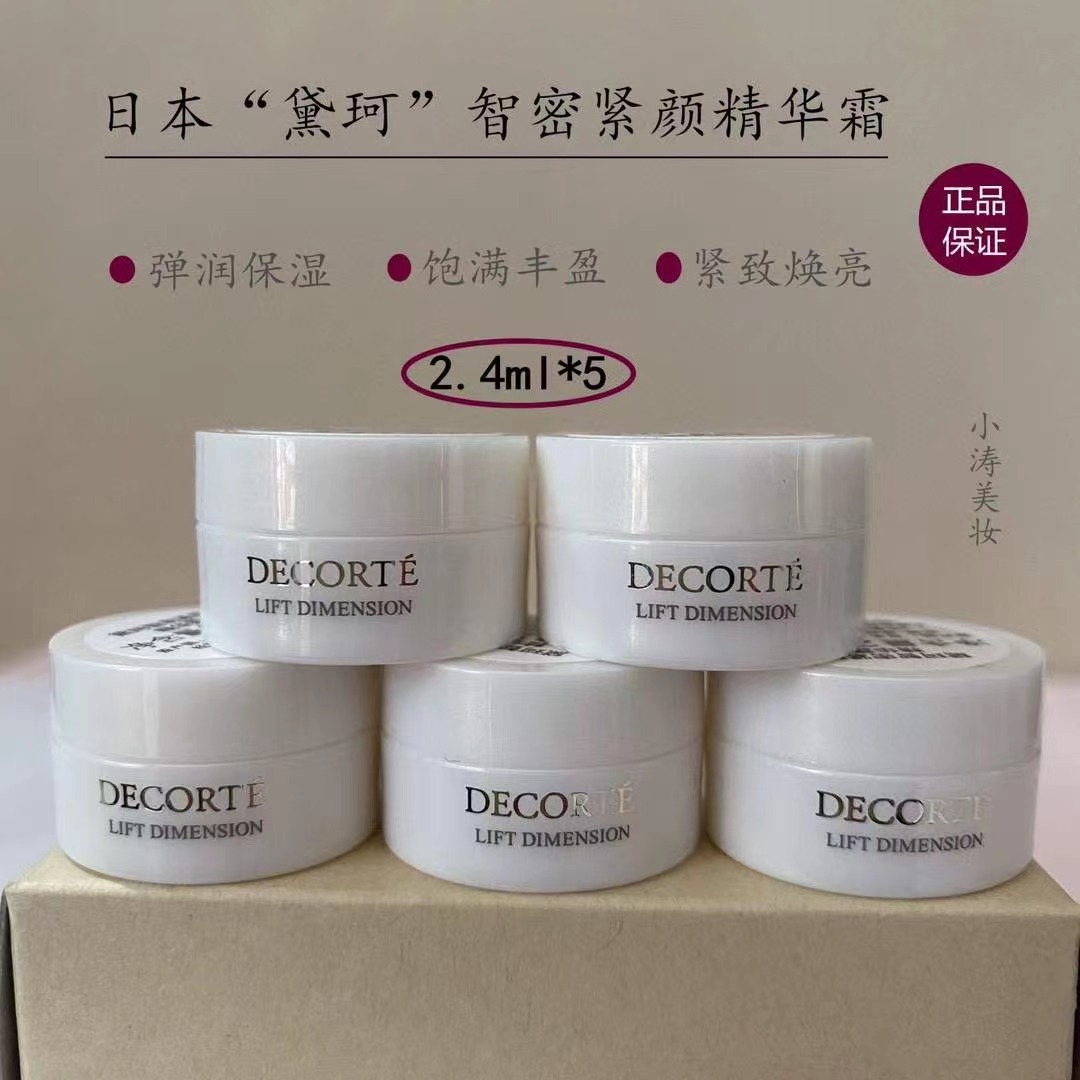 日本“黛珂”智密紧颜精华霜
正品
保证
●弹润保湿 ●饱满丰盈 ●紧致焕亮
2.4ml*5
小涛美妆
DECORTÉ
LIFT DIMENSION
DECORTÉ
LIFT DIMENSION
DECORTÉ
LIFT DIMENSION
DECORTÉ
LIFT DIMENSION
DECORTÉ
LIFT DIMENSION